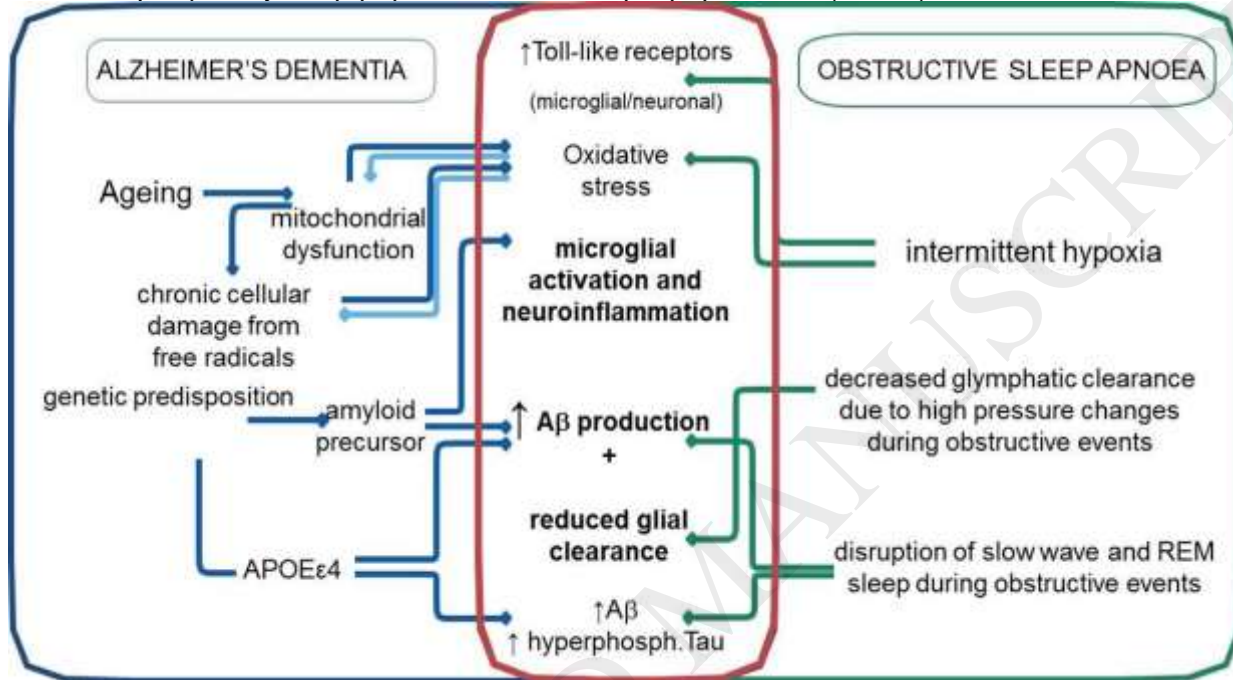 ALZHEIMER'S DEMENTIA
Ageing
mitochondrial
dysfunction
chronic cellular
damage from
free radicals
genetic predisposition
amyloid
precursor
APOEε4
↑Toll-like receptors
(microglial/neuronal)
Oxidative
stress
microglial
activation and
neuroinflammation
↑ Aβ production
+
reduced glial
clearance
↑Aβ
↑ hyperphosph.Tau
OBSTRUCTIVE SLEEP APNOEA
intermittent hypoxia
decreased glymphatic clearance
due to high pressure changes
during obstructive events
disruption of slow wave and REM
sleep during obstructive events
MANUSCRIP